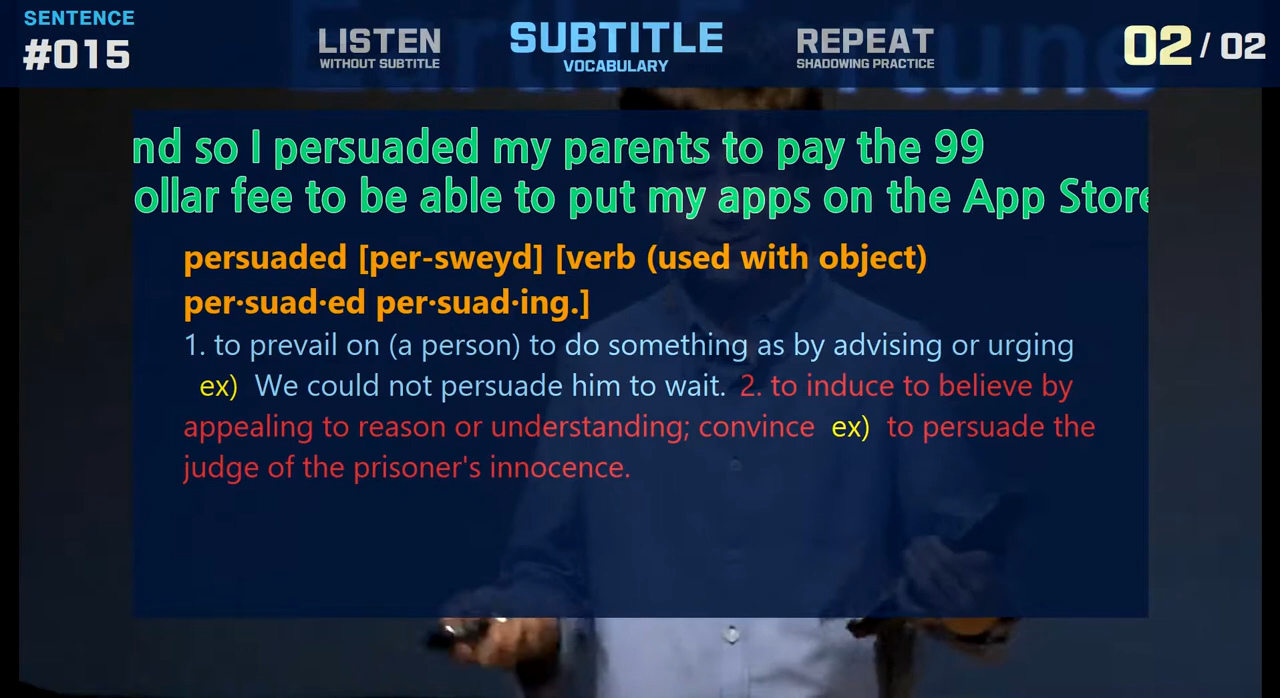 SENTENCE
#015
LISTEN
WITHOUT SUBTITLE
SUBTITLE
VOCABULARY
REPEAT
SHADOWING PRACTICE
02 / 02
nd so I persuaded my parents to pay the 99
ollar fee to be able to put my apps on the App Store
persuaded [per-sweyd] [verb (used with object)
per·suad·ed per·suad·ing.]
1. to prevail on (a person) to do something as by advising or urging
ex) We could not persuade him to wait. 2. to induce to believe by
appealing to reason or understanding; convince ex) to persuade the
judge of the prisoner's innocence.